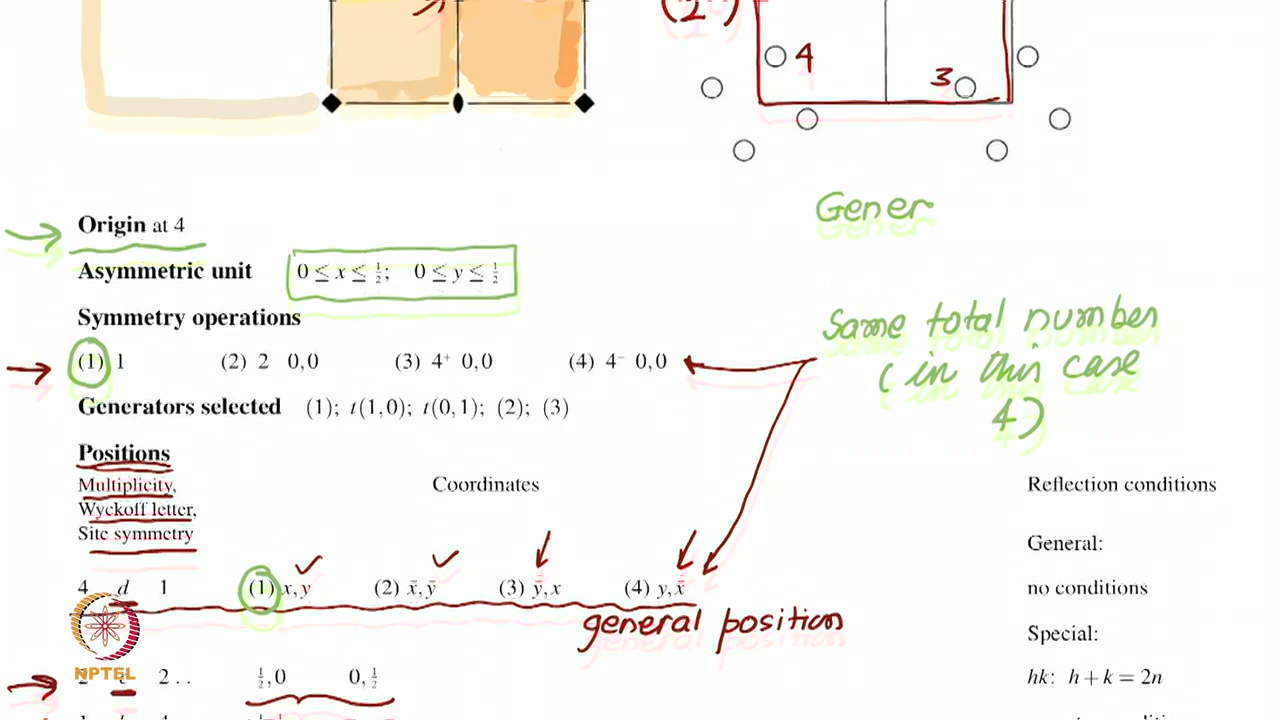 (2
4
3
Gener
Origin at 4
Asymmetric unit 0 ≤ x ≤ ½; 0 ≤ y ≤ ½
Symmetry operations
Same total number
(in this case
4)
(1) 1 (2) 2 0,0 (3) 4⁺ 0,0 (4) 4⁻ 0,0
Generators selected (1); t(1,0); t(0,1); (2); (3)
Positions
Multiplicity,
Wyckoff letter,
Site symmetry
Coordinates
Reflection conditions
General:
4 d 1 (1) x,y (2) x̄,ȳ (3) ȳ,x (4) y,x̄
no conditions
general position
Special:
NPTEL
2 c 2 . . ½,0 0,½
hk: h + k = 2n